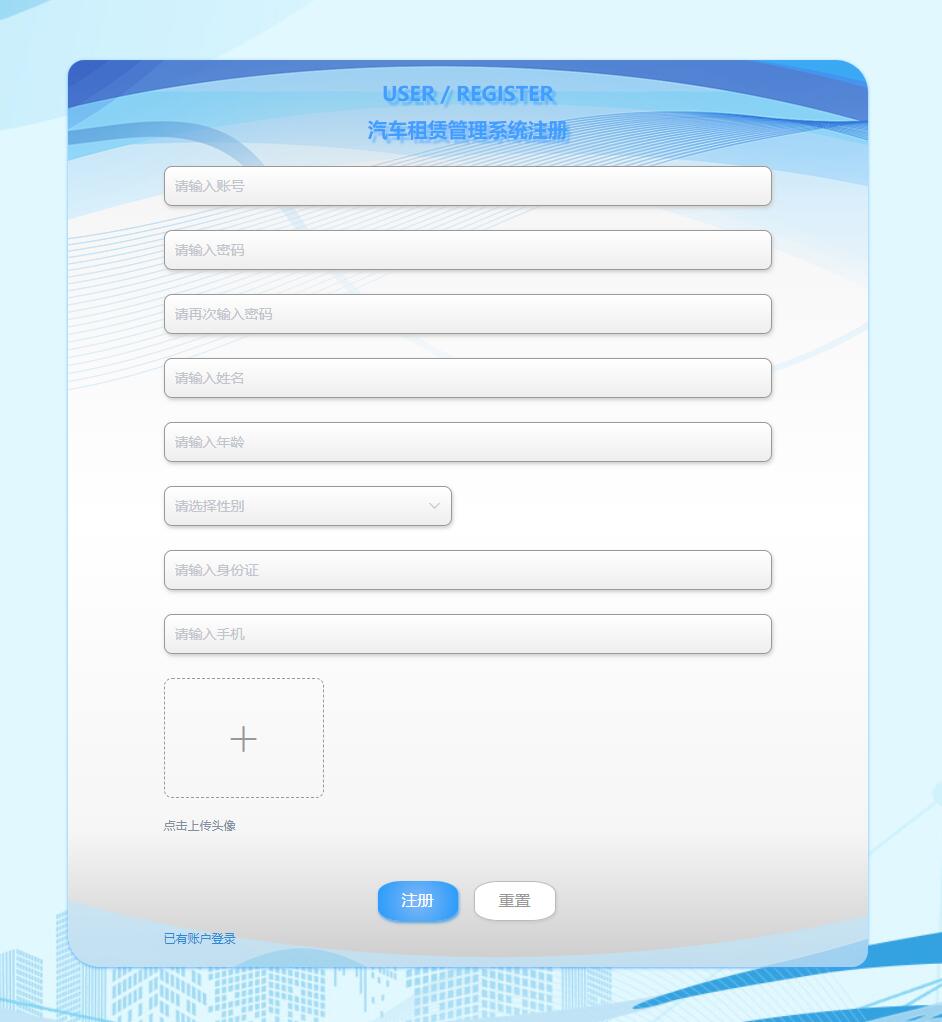 USER / REGISTER
汽车租赁管理系统注册
请输入账号
请输入密码
请再次输入密码
请输入姓名
请输入年龄
请选择性别
请输入身份证
请输入手机
点击上传头像
注册 重置
已有账户登录